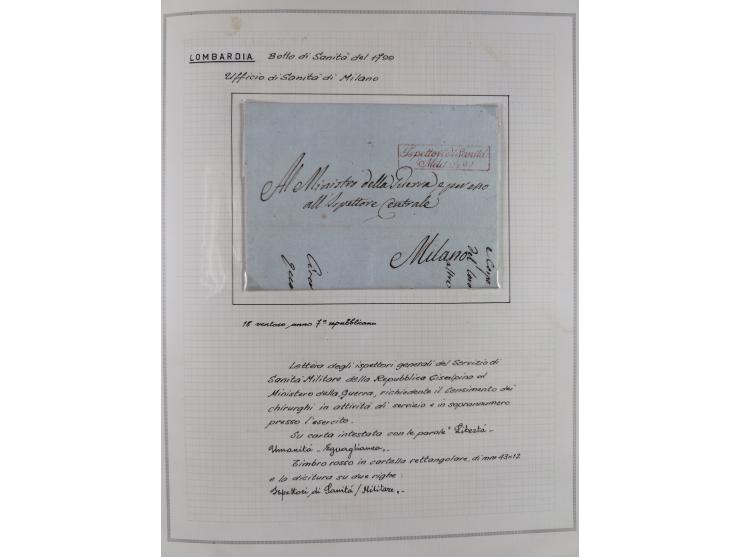 LOMBARDIA Bollo di Sanità del 1700
Ufficio di Sanità di Milano
Ispettori di Sanità
Militare
Al Ministro della Guerra e per esso
all'Ispettore Centrale
Milano
18 ventoso, anno 7° repubblicano
Lettera degli ispettori generali del Servizio di
Sanità Militare della Repubblica Cisalpina al
Ministero della Guerra, richiedente il censimento dei
chirurghi in attività di servizio e in soprannumero
presso l'esercito.
Su carta intestata con le parole "Libertà-
Umanità-Eguaglianza".-
Timbro rosso in cartella rettangolare, di mm 43x12
e la dicitura su due righe:
Ispettori, di Sanità/Militare".-